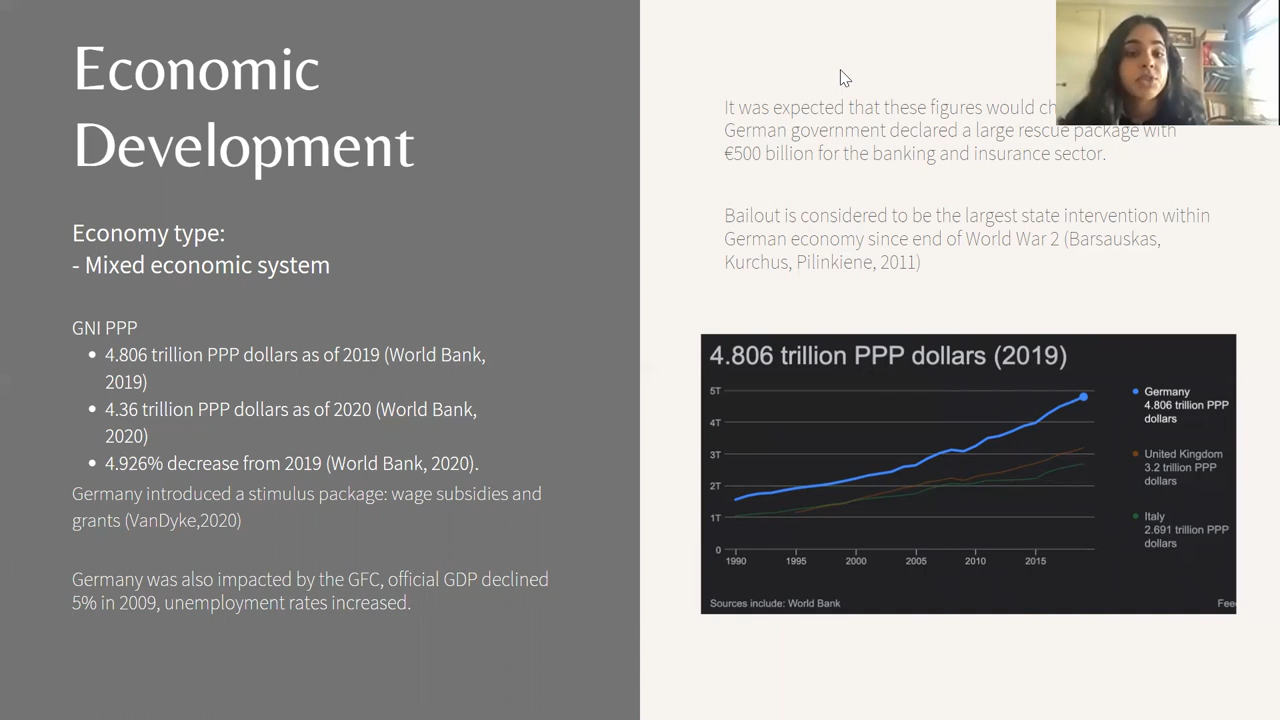 Economic
Development
Economy type:
- Mixed economic system
GNI PPP
• 4.806 trillion PPP dollars as of 2019 (World Bank,
2019)
• 4.36 trillion PPP dollars as of 2020 (World Bank,
2020)
• 4.926% decrease from 2019 (World Bank, 2020).
Germany introduced a stimulus package: wage subsidies and
grants (VanDyke,2020)
Germany was also impacted by the GFC, official GDP declined
5% in 2009, unemployment rates increased.
It was expected that these figures would
German government declared a large rescue package with
€500 billion for the banking and insurance sector.
Bailout is considered to be the largest state intervention within
German economy since end of World War 2 (Barsauskas,
Kurchus, Pilinkiene, 2011)
4.806 trillion PPP dollars (2019)
5T
4T
3T
2T
1T
0
1990
1995
2000
2005
2010
2015
Germany
4.806 trillion PPP
dollars
United Kingdom
3.2 trillion PPP
dollars
Italy
2.691 trillion PPP
dollars
Sources include: World Bank